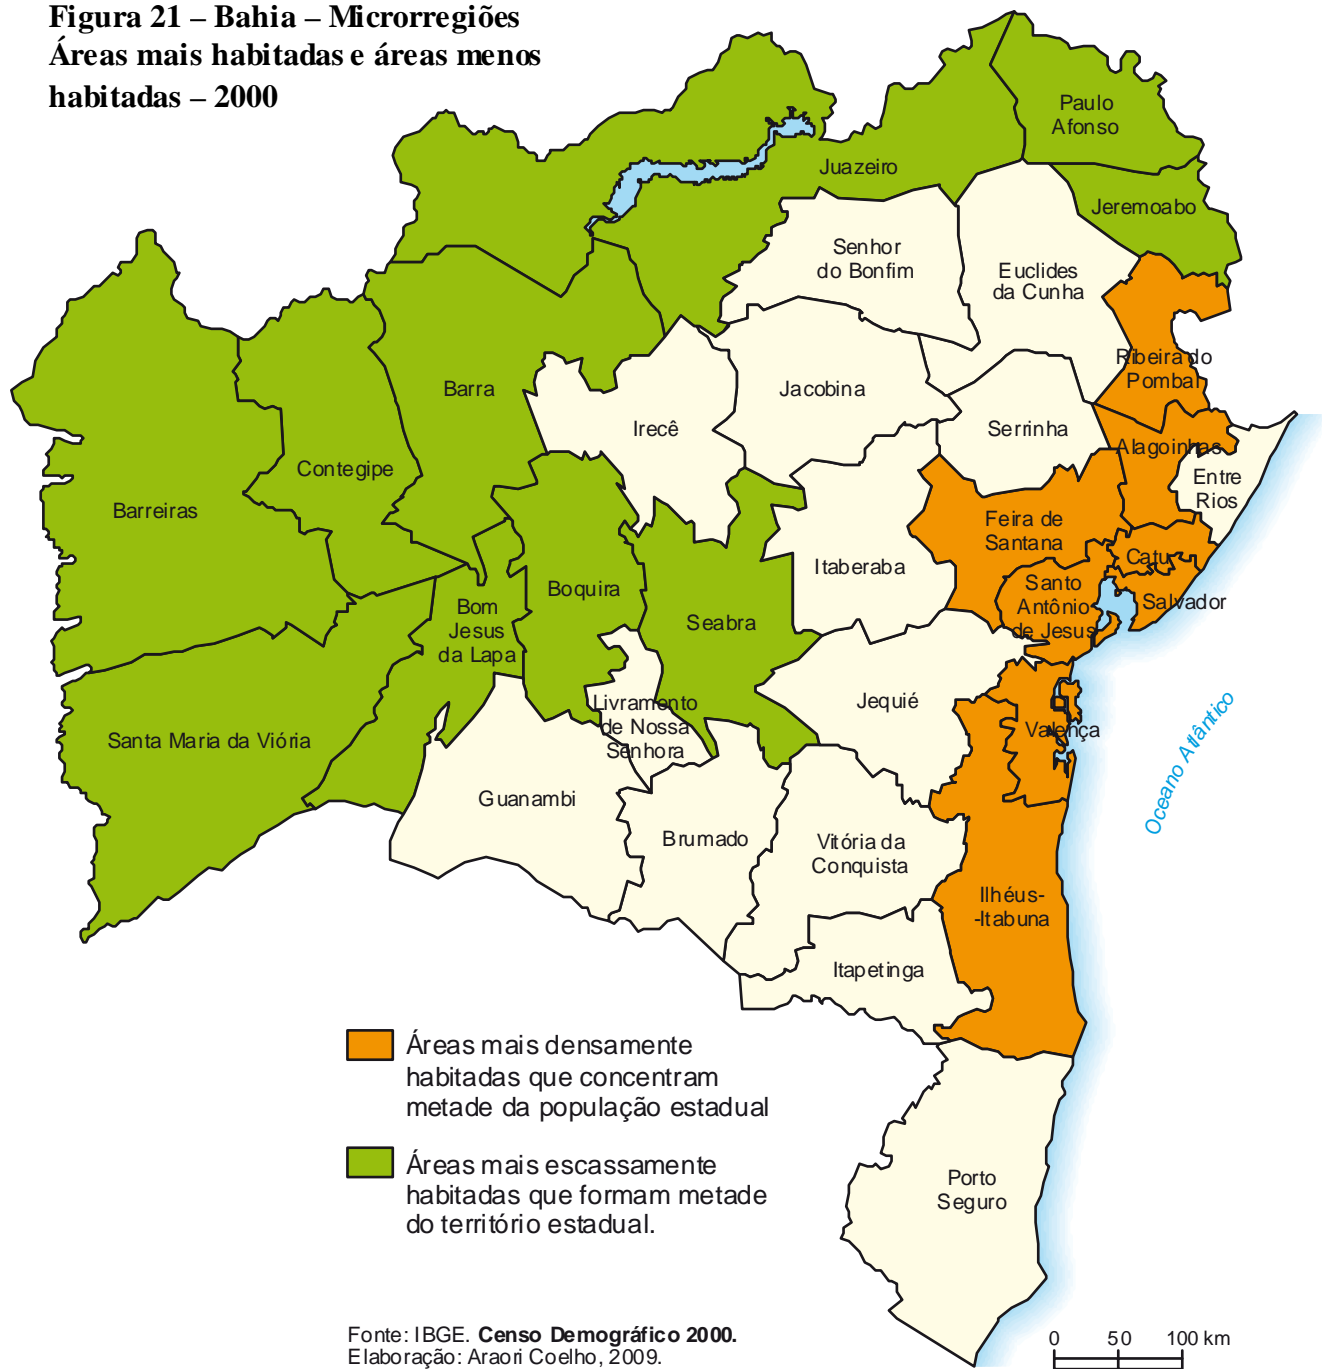 Figura 21 – Bahia – Microrregiões
Áreas mais habitadas e áreas menos
habitadas – 2000
Paulo
Afonso
Juazeiro
Jeremoabo
Senhor
do Bonfim
Euclides
da Cunha
Ribeira do
Pombal
Barra
Jacobina
Irecê
Serrinha
Alagoinhas
Contegipe
Entre
Rios
Barreiras
Feira de
Santana
Catu
Itaberaba
Boquira
Santo
Antônio
de Jesus
Salvador
Bom
Jesus
da Lapa
Seabra
Livramento
de Nossa
Senhora
Jequié
Valença
Santa Maria da Viória
Oceano Atlântico
Guanambi
Brumado
Vitória da
Conquista
Ilhéus-
-Itabuna
Itapetinga
Áreas mais densamente
habitadas que concentram
metade da população estadual
Áreas mais escassamente
habitadas que formam metade
do território estadual.
Porto
Seguro
Fonte: IBGE. Censo Demográfico 2000.
Elaboração: Araori Coelho, 2009.
0 50 100 km